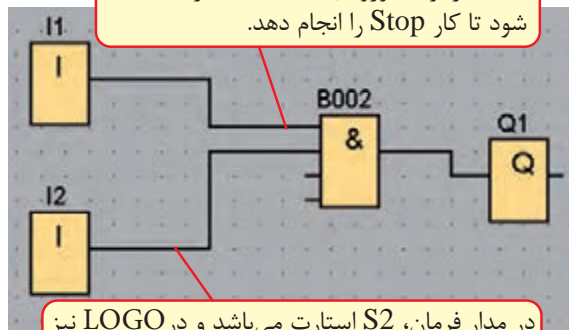 شود تا کار Stop را انجام دهد.
I1
I
B002
&
Q1
Q
I2
I
در مدار فرمان، S2 استارت می‌باشد و در LOGO نیز